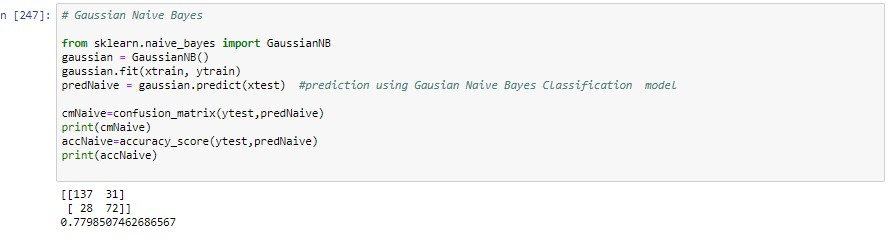 n [247]: # Gaussian Naive Bayes
from sklearn.naive_bayes import GaussianNB
gaussian = GaussianNB()
gaussian.fit(xtrain, ytrain)
predNaive = gaussian.predict(xtest)  #prediction using Gausian Naive Bayes Classification  model
cmNaive=confusion_matrix(ytest,predNaive)
print(cmNaive)
accNaive=accuracy_score(ytest,predNaive)
print(accNaive)
[[137  31]
 [ 28  72]]
0.7798507462686567